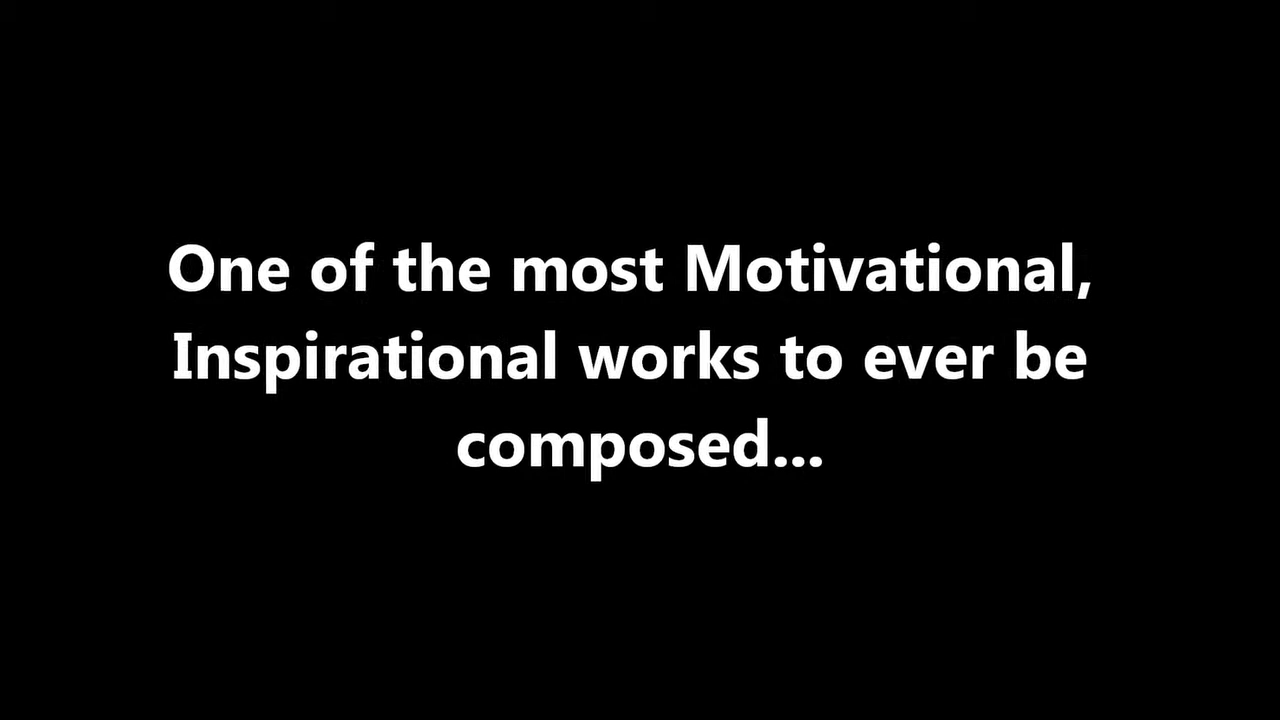 One of the most Motivational,
Inspirational works to ever be
composed...